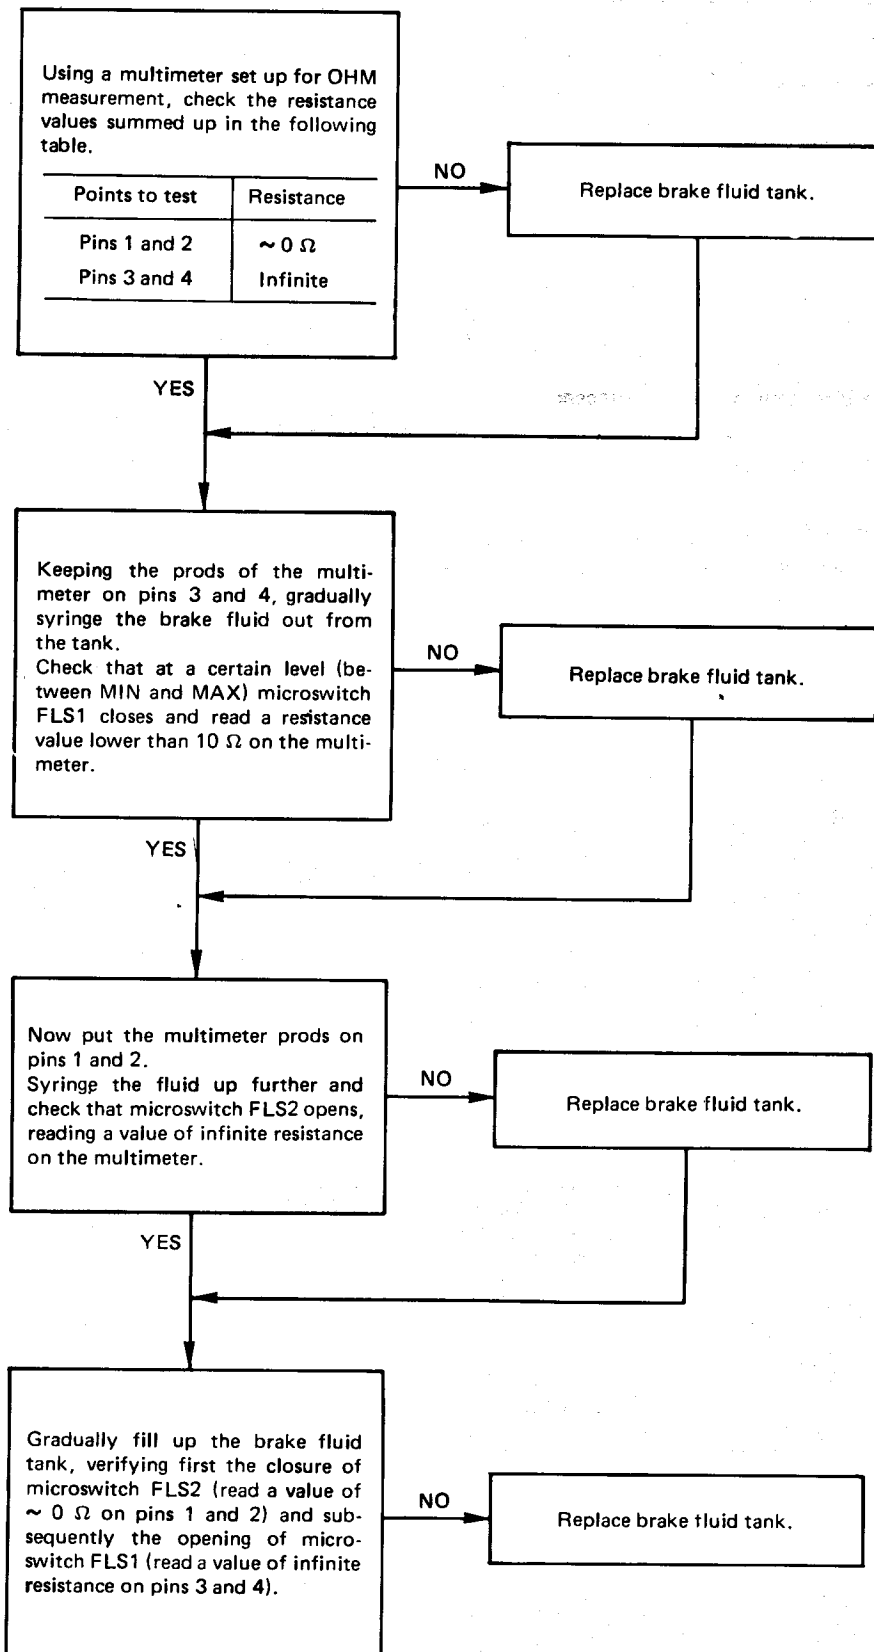 Using a multimeter set up for OHM
measurement, check the resistance
values summed up in the following
table.
Points to test Resistance
Pins 1 and 2 ~ 0 Ω
Pins 3 and 4 Infinite
NO
Replace brake fluid tank.
YES
Keeping the prods of the multi-
meter on pins 3 and 4, gradually
syringe the brake fluid out from
the tank.
Check that at a certain level (be-
tween MIN and MAX) microswitch
FLS1 closes and read a resistance
value lower than 10 Ω on the multi-
meter.
NO
Replace brake fluid tank.
YES
Now put the multimeter prods on
pins 1 and 2.
Syringe the fluid up further and
check that microswitch FLS2 opens,
reading a value of infinite resistance
on the multimeter.
NO
Replace brake fluid tank.
YES
Gradually fill up the brake fluid
tank, verifying first the closure of
microswitch FLS2 (read a value of
~ 0 Ω on pins 1 and 2) and sub-
sequently the opening of micro-
switch FLS1 (read a value of infinite
resistance on pins 3 and 4).
NO
Replace brake fluid tank.